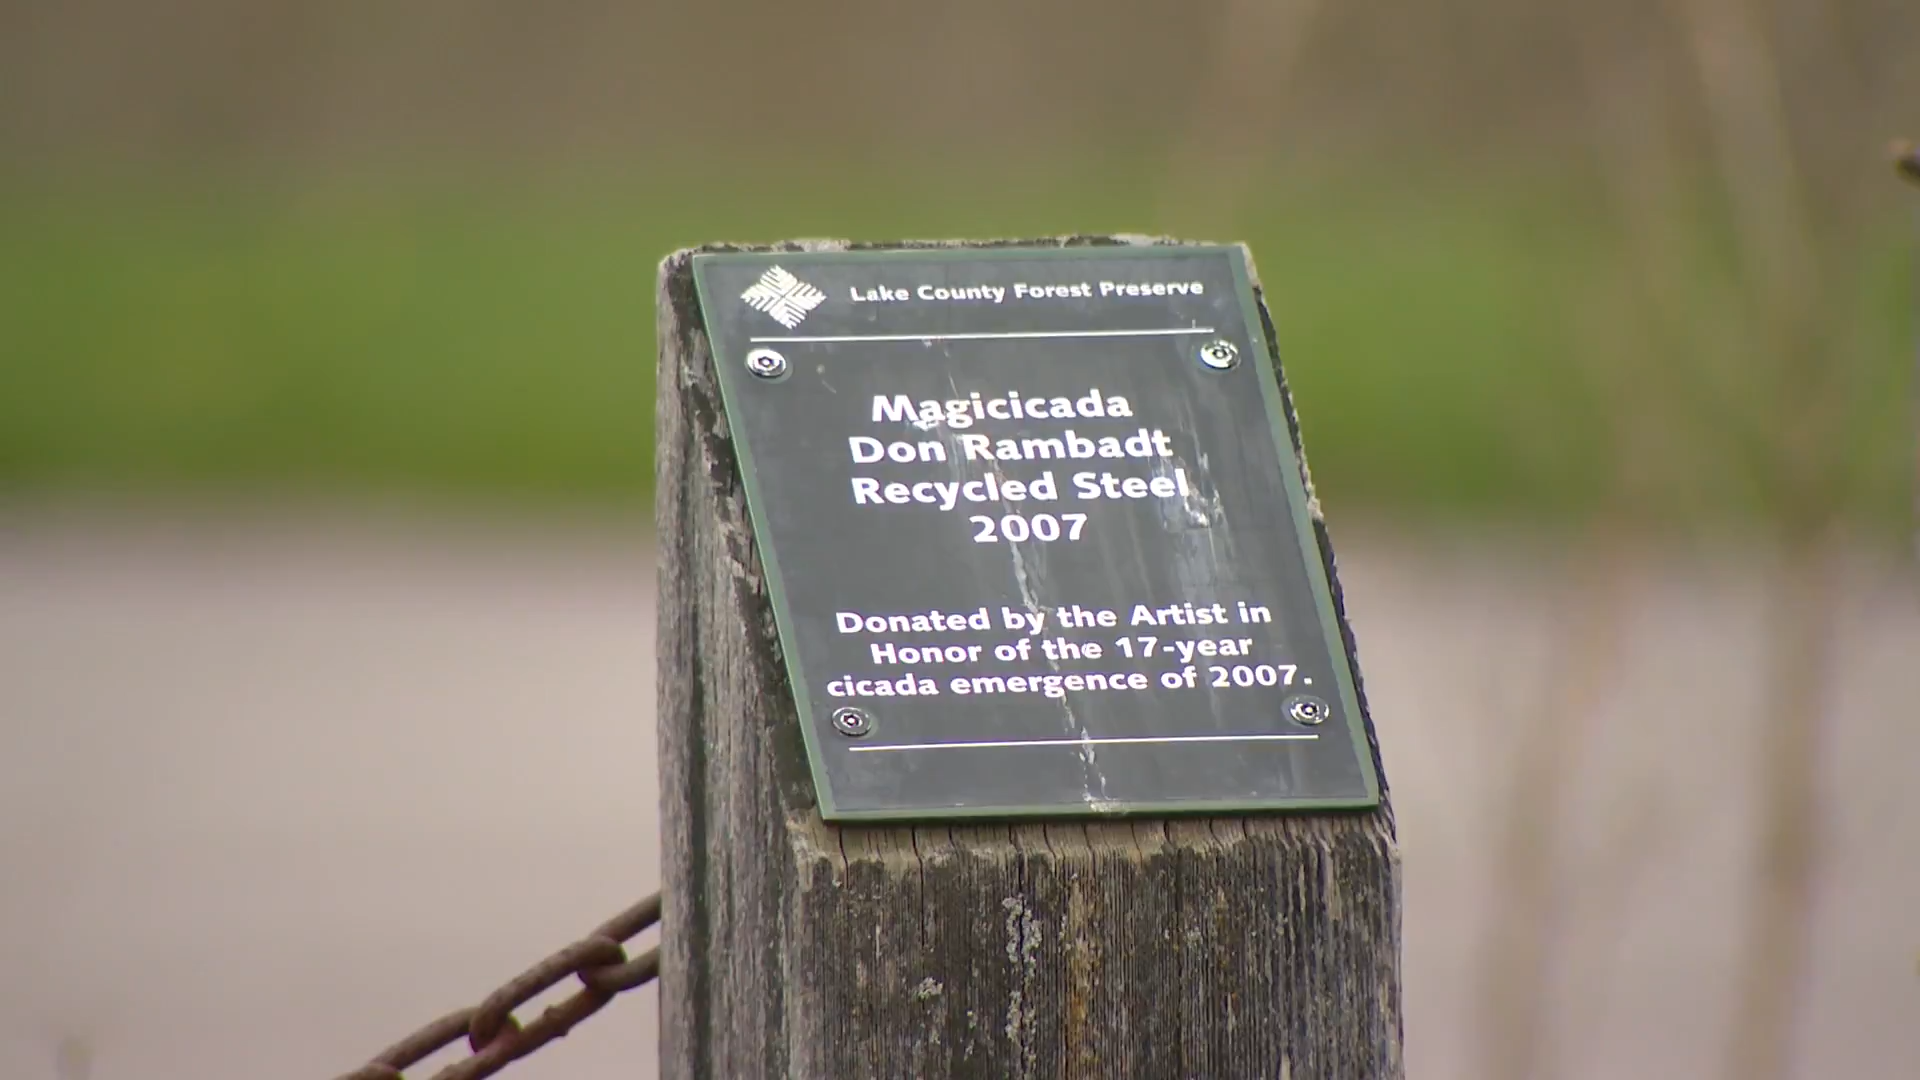 Lake County Forest Preserve
Magicicada
Don Rambadt
Recycled Steel
2007
Donated by the Artist in
Honor of the 17-year
cicada emergence of 2007.